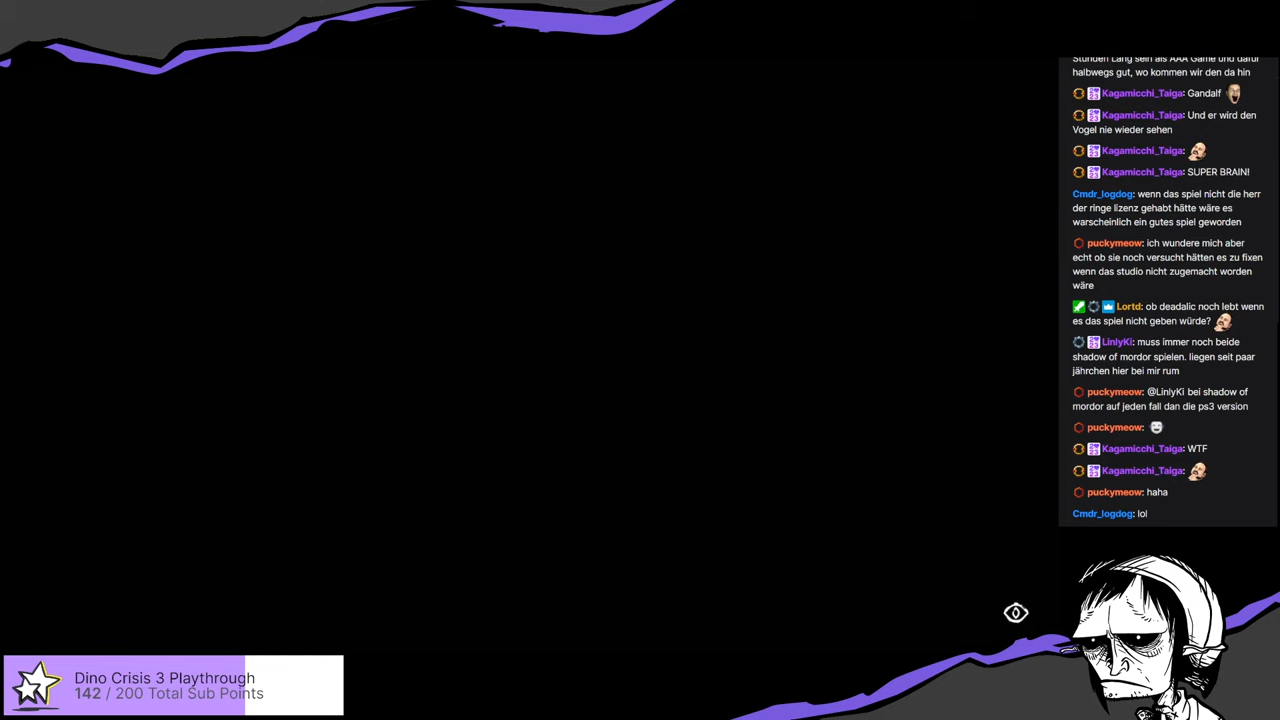 Stunden Lang sein als AAA Game und dafür
halbwegs gut, wo kommen wir den da hin
Kagamicchi_Taiga: Gandalf
Kagamicchi_Taiga: Und er wird den
Vogel nie wieder sehen
Kagamicchi_Taiga:
Kagamicchi_Taiga: SUPER BRAIN!
Cmdr_logdog: wenn das spiel nicht die herr
der ringe lizenz gehabt hätte wäre es
warscheinlich ein gutes spiel geworden
puckymeow: ich wundere mich aber
echt ob sie noch versucht hätten es zu fixen
wenn das studio nicht zugemacht worden
wäre
Lortd: ob deadalic noch lebt wenn
es das spiel nicht geben würde?
LinlyKi: muss immer noch beide
shadow of mordor spielen. liegen seit paar
jährchen hier bei mir rum
puckymeow: @LinlyKi bei shadow of
mordor auf jeden fall dan die ps3 version
puckymeow:
Kagamicchi_Taiga: WTF
Kagamicchi_Taiga:
puckymeow: haha
Cmdr_logdog: lol
Dino Crisis 3 Playthrough
142 / 200 Total Sub Points